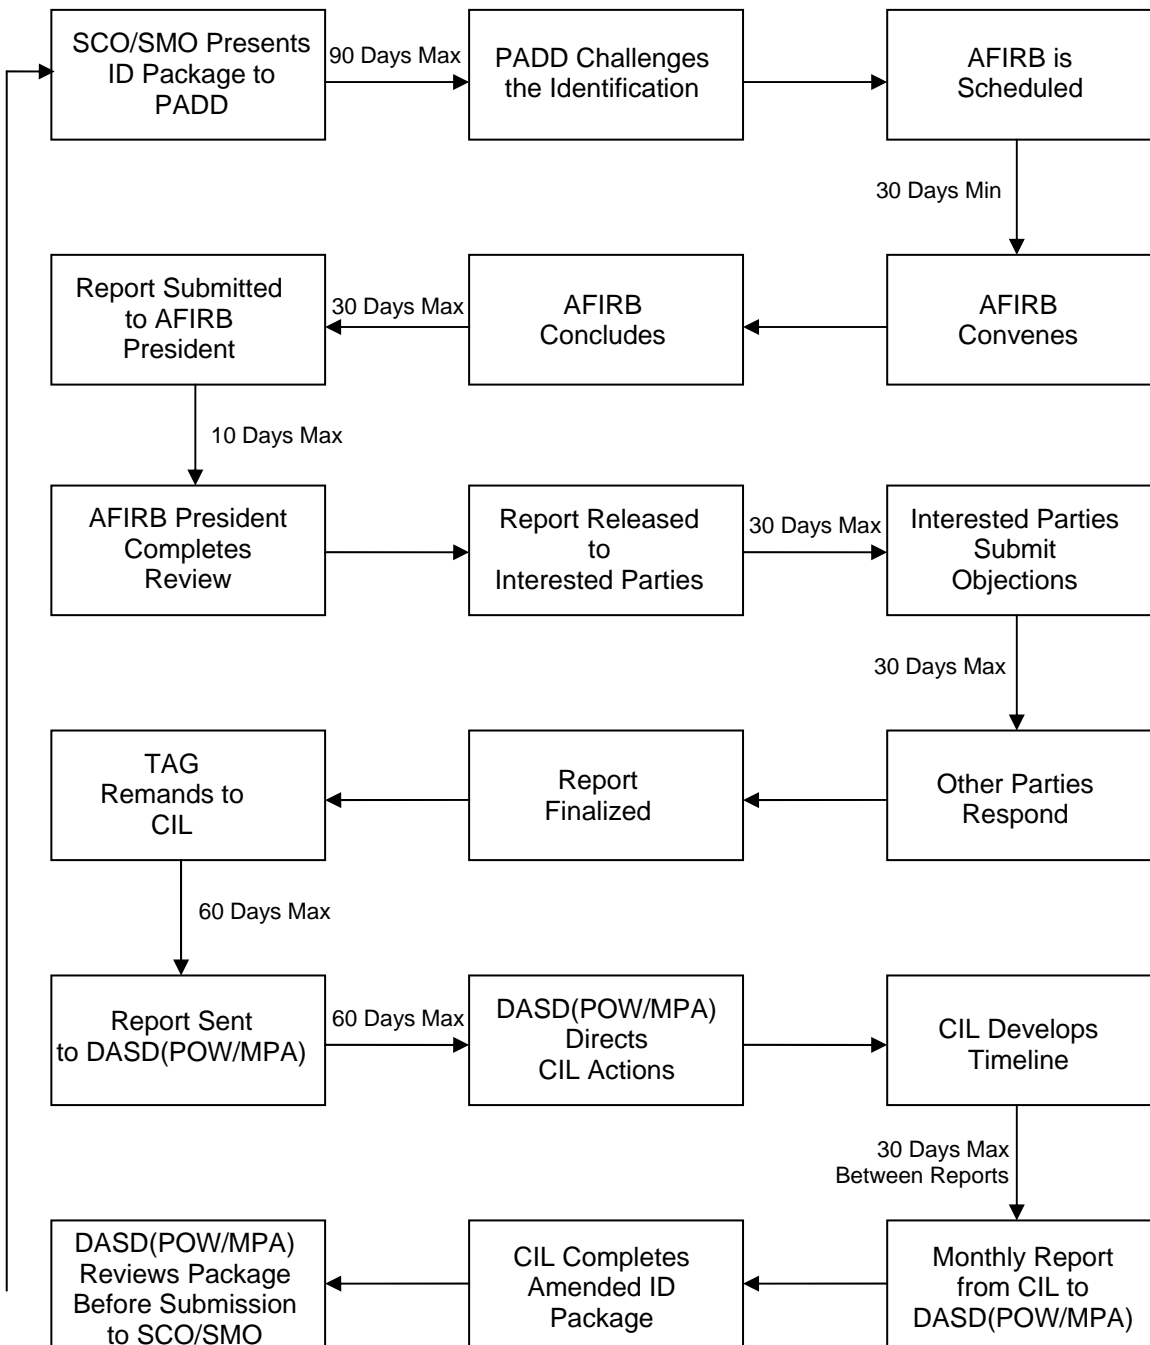 SCO/SMO Presents
ID Package to
PADD
90 Days Max
PADD Challenges
the Identification
AFIRB is
Scheduled
30 Days Min
AFIRB
Convenes
AFIRB
Concludes
30 Days Max
Report Submitted
to AFIRB
President
10 Days Max
AFIRB President
Completes
Review
Report Released
to
Interested Parties
30 Days Max
Interested Parties
Submit
Objections
30 Days Max
Other Parties
Respond
Report
Finalized
TAG
Remands to
CIL
60 Days Max
Report Sent
to DASD(POW/MPA)
60 Days Max
DASD(POW/MPA)
Directs
CIL Actions
CIL Develops
Timeline
30 Days Max
Between Reports
Monthly Report
from CIL to
DASD(POW/MPA)
CIL Completes
Amended ID
Package
DASD(POW/MPA)
Reviews Package
Before Submission
to SCO/SMO